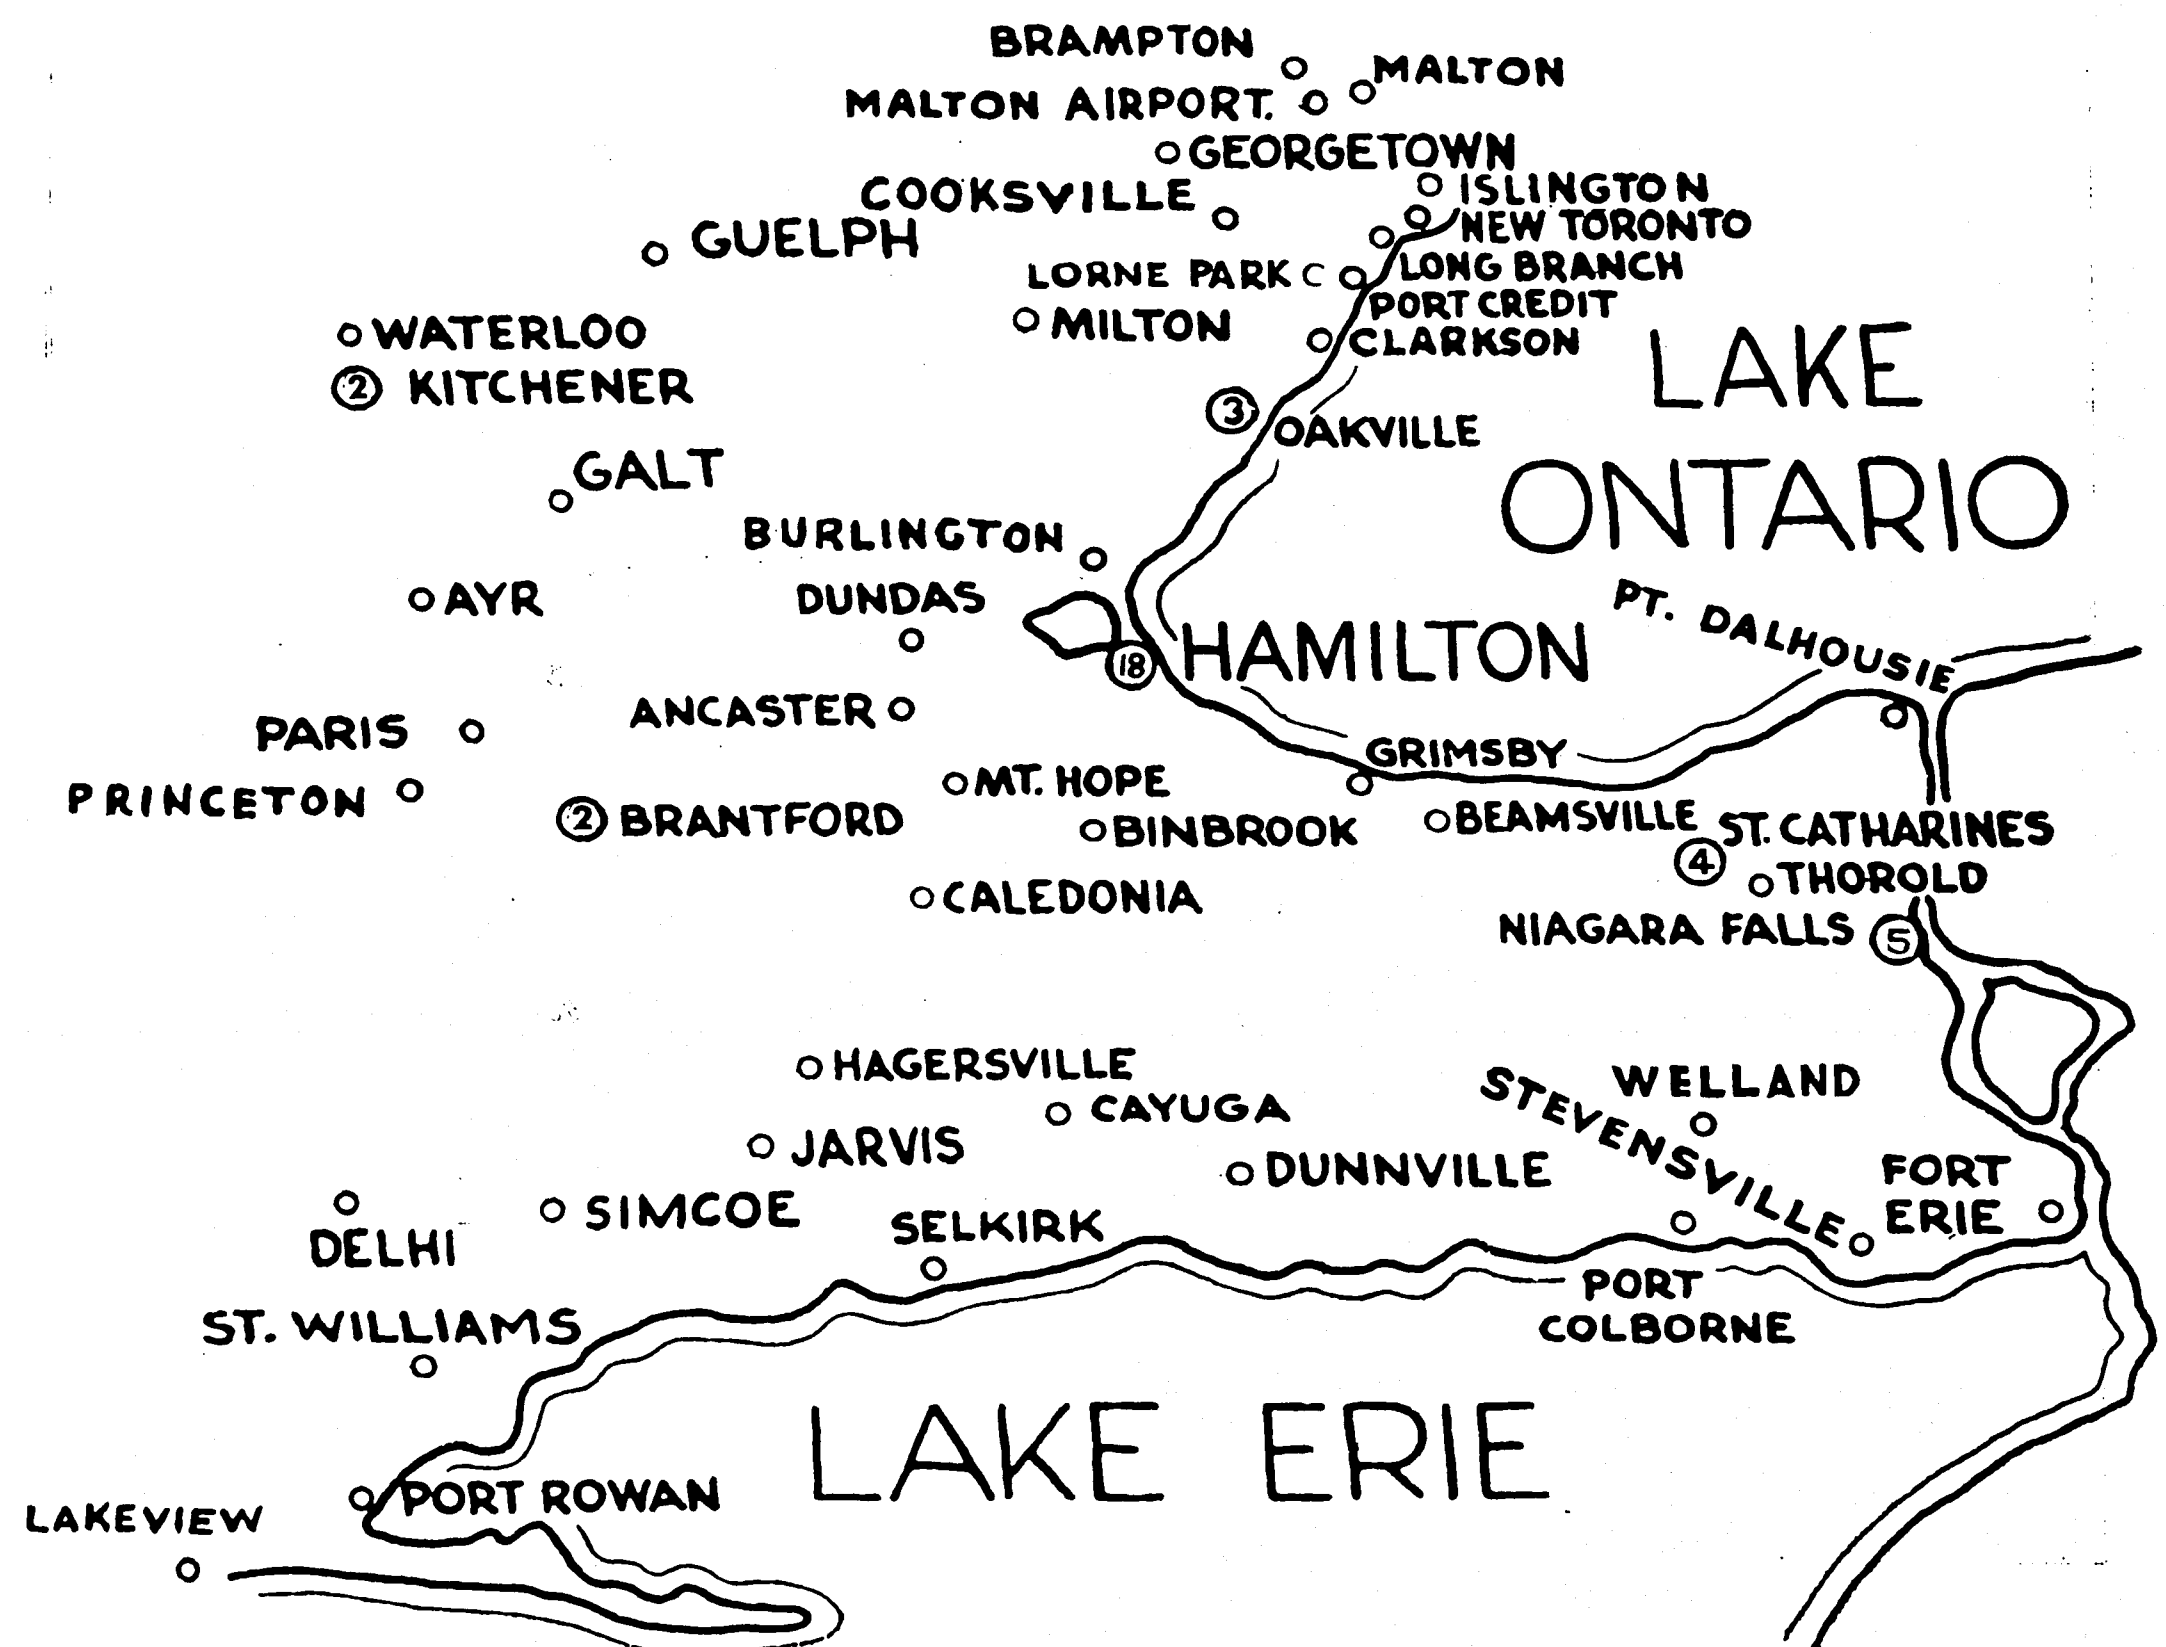 BRAMPTON
MALTON
MALTON AIRPORT.
GEORGETOWN
ISLINGTON
COOKSVILLE
NEW TORONTO
GUELPH
LONG BRANCH
LORNE PARK
PORT CREDIT
MILTON
WATERLOO
CLARKSON
LAKE
ONTARIO
2 KITCHENER
3
OAKVILLE
GALT
BURLINGTON
AYR
DUNDAS
PT. DALHOUSIE
18 HAMILTON
ANCASTER
PARIS
GRIMSBY
MT. HOPE
PRINCETON
2 BRANTFORD
BINBROOK
BEAMSVILLE
ST. CATHARINES
4
THOROLD
CALEDONIA
NIAGARA FALLS 5
HAGERSVILLE
WELLAND
CAYUGA
STEVENSVILLE
JARVIS
DUNNVILLE
FORT
ERIE
SIMCOE
SELKIRK
DELHI
PORT
COLBORNE
ST. WILLIAMS
LAKE ERIE
PORT ROWAN
LAKEVIEW